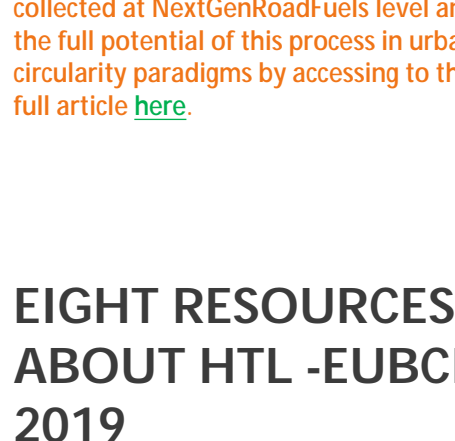 collected at NextGenRoadFuels level an
the full potential of this process in urba
circularity paradigms by accessing to th
full article here.
EIGHT RESOURCES
ABOUT HTL -EUBC
2019